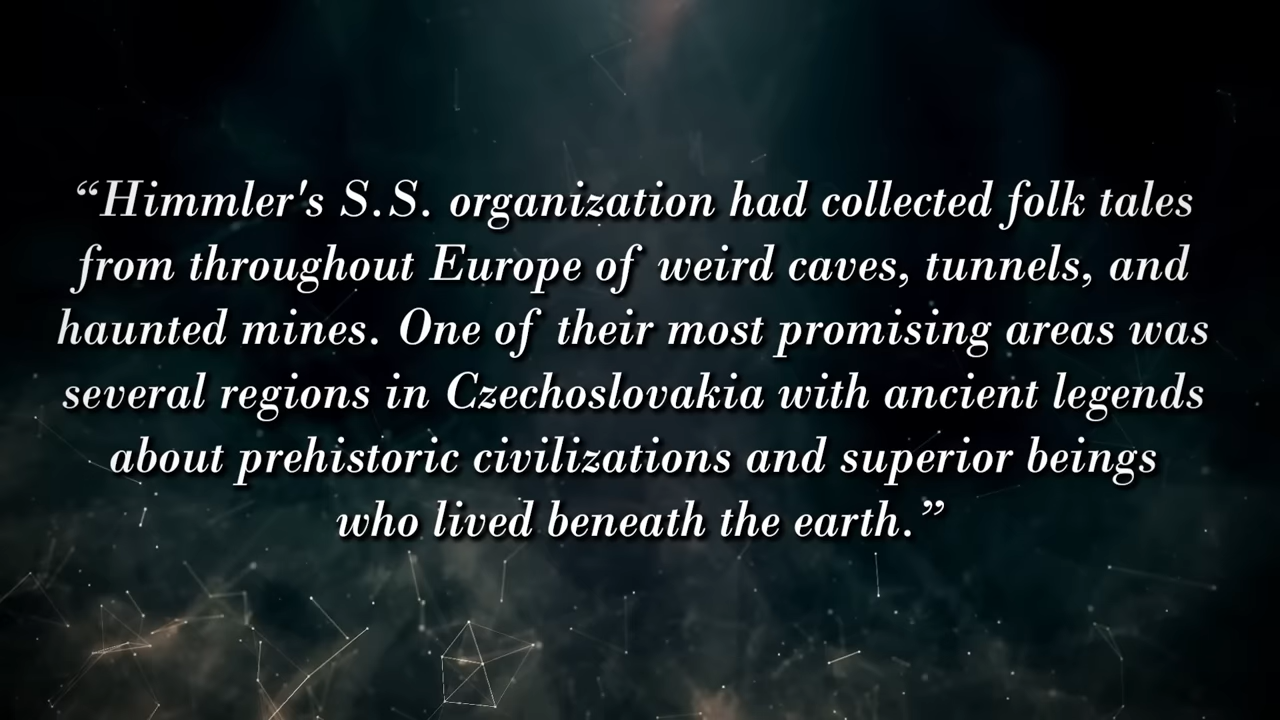 “Himmler's S.S. organization had collected folk tales
from throughout Europe of weird caves, tunnels, and
haunted mines. One of their most promising areas was
several regions in Czechoslovakia with ancient legends
about prehistoric civilizations and superior beings
who lived beneath the earth.”